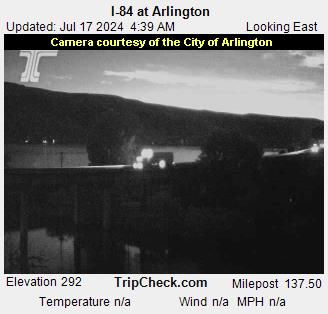 I-84 at Arlington
Updated: Jul 17 2024 4:39 AM Looking East
Camera courtesy of the City of Arlington
Elevation 292 TripCheck.com Milepost 137.50
Temperature n/a Wind n/a MPH n/a